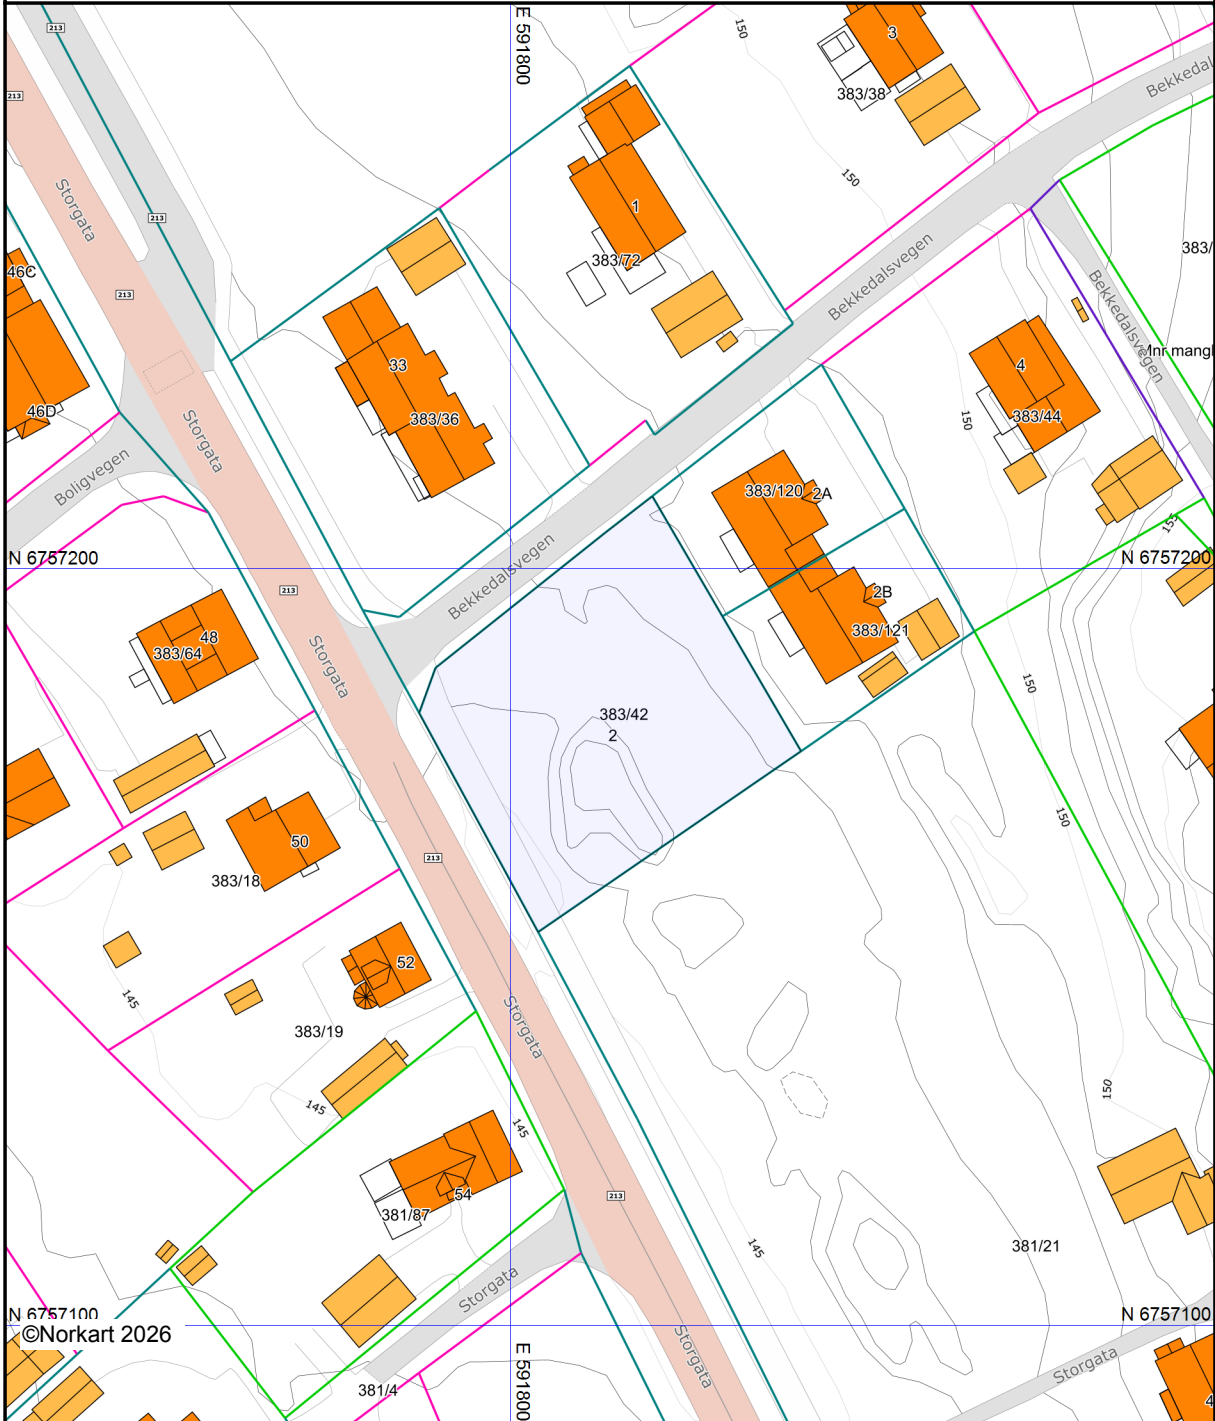 213
E 591800
150
3
383/38
Bekkedal
213
Storgata
213
150
1
383/72
383/
46C
213
Bekkedalsvegen
Bekkedalsvegen
Mnr mangl
33
383/36
4
383/44
150
46D
Storgata
Boligvegen
383/120
2A
155
N 6757200
N 6757200
Bekkedalsvegen
213
2B
383/121
48
383/64
Storgata
150
383/42
2
150
50
213
383/18
52
145
383/19
Storgata
145
145
150
54
381/87
213
145
381/21
Storgata
N 6757100
N 6757100
©Norkart 2026
Storgata
Storgata
E 591800
381/4
4